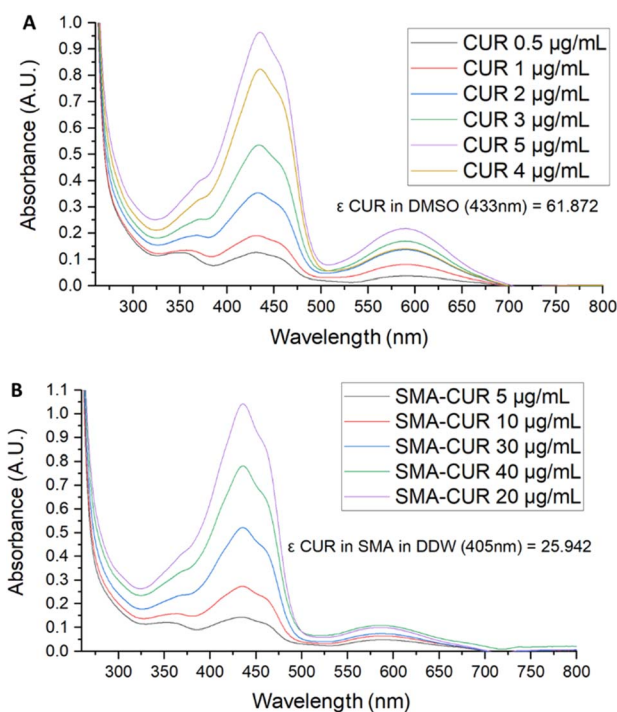 A
1.0
0.9
0.8
0.7
0.6
0.5
0.4
0.3
0.2
0.1
0.0
Absorbance (A.U.)
CUR 0.5 µg/mL
CUR 1 µg/mL
CUR 2 µg/mL
CUR 3 µg/mL
CUR 5 µg/mL
CUR 4 µg/mL
ε CUR in DMSO (433nm) = 61.872
300 350 400 450 500 550 600 650 700 750 800
Wavelength (nm)
B
1.1
1.0
0.9
0.8
0.7
0.6
0.5
0.4
0.3
0.2
0.1
0.0
Absorbance (A.U.)
SMA-CUR 5 µg/mL
SMA-CUR 10 µg/mL
SMA-CUR 30 µg/mL
SMA-CUR 40 µg/mL
SMA-CUR 20 µg/mL
ε CUR in SMA in DDW (405nm) = 25.942
300 350 400 450 500 550 600 650 700 750 800
Wavelength (nm)